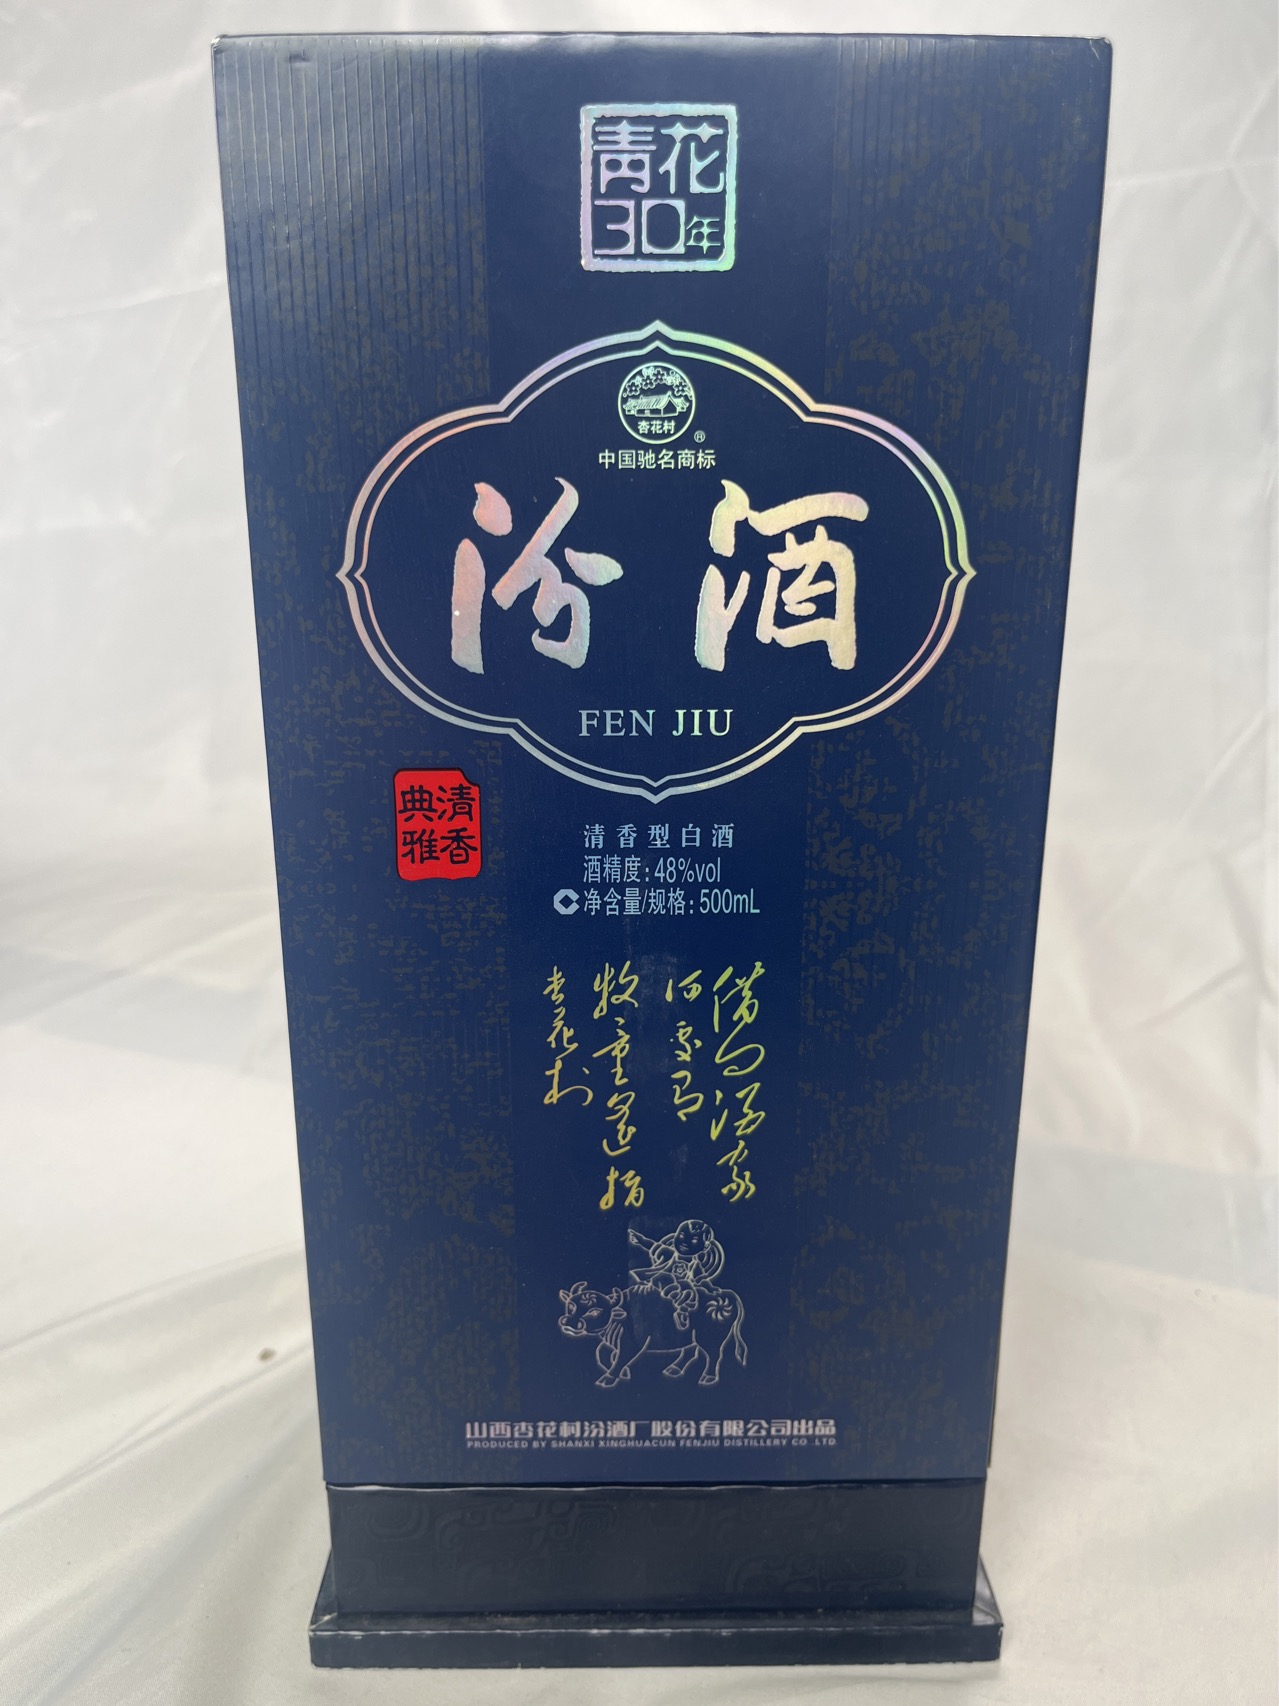 青花
30年
杏花村
®
中国驰名商标
汾酒
FEN JIU
清香
典雅
清香型白酒
酒精度:48%vol
C净含量/规格:500mL
借问酒家
何处有
牧童遥指
杏花村
山西杏花村汾酒厂股份有限公司出品
PRODUCED BY SHANXI XINGHUACUN FENJIU DISTILLERY CO.,LTD.